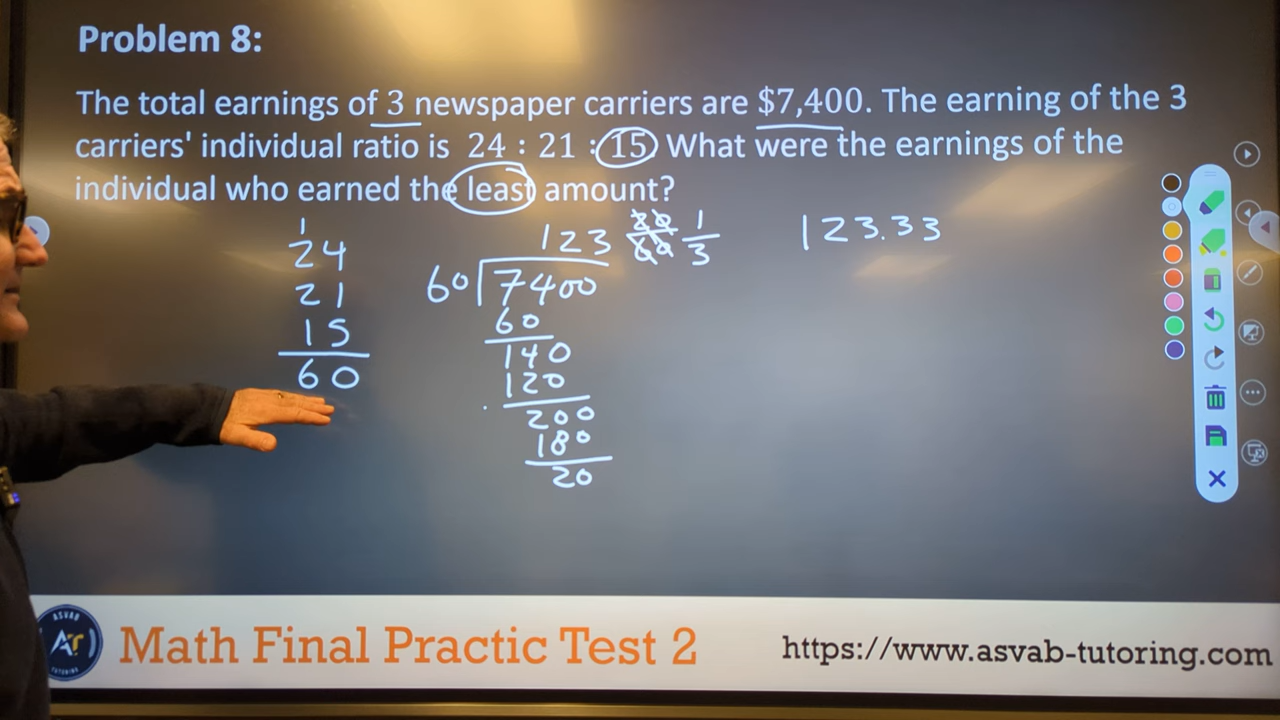 Problem 8:
The total earnings of 3 newspaper carriers are $7,400. The earning of the 3
carriers' individual ratio is 24 : 21 : 15 What were the earnings of the
individual who earned the least amount?
1
24
21
15
60
123 20/60 1/3
60 7400
60
140
120
200
180
20
123.33
ASVAB
AT
TUTORING
Math Final Practic Test 2
https://www.asvab-tutoring.com